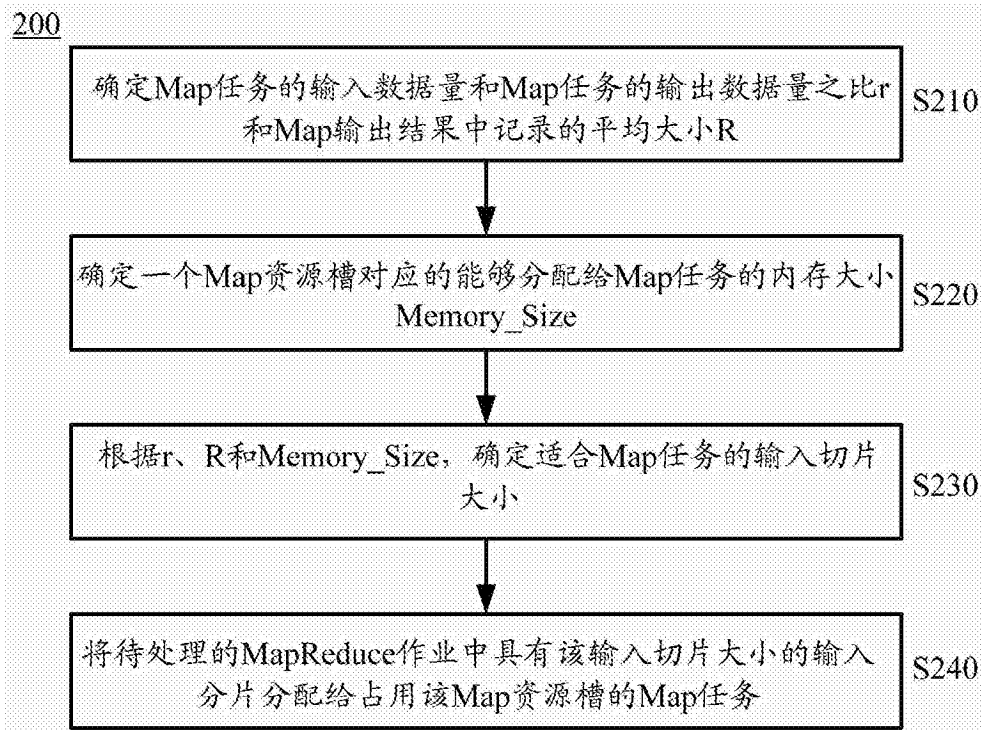 200
确定Map任务的输入数据量和Map任务的输出数据量之比r
和Map输出结果中记录的平均大小R
S210
确定一个Map资源槽对应的能够分配给Map任务的内存大小
Memory_Size
S220
根据r、R和Memory_Size，确定适合Map任务的输入切片
大小
S230
将待处理的MapReduce作业中具有该输入切片大小的输入
分片分配给占用该Map资源槽的Map任务
S240